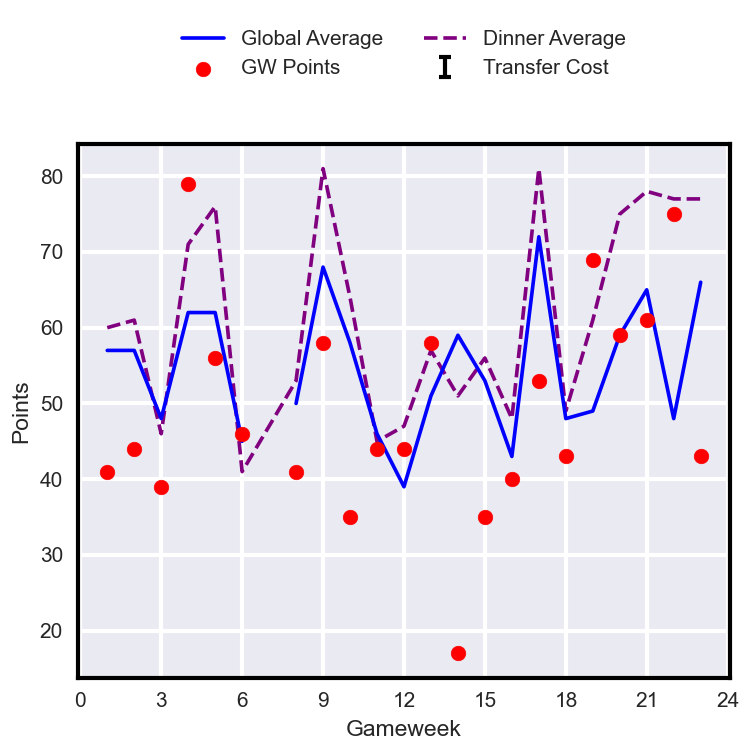 Global Average
GW Points
Dinner Average
Transfer Cost
Points
80
70
60
50
40
30
20
0 3 6 9 12 15 18 21 24
Gameweek